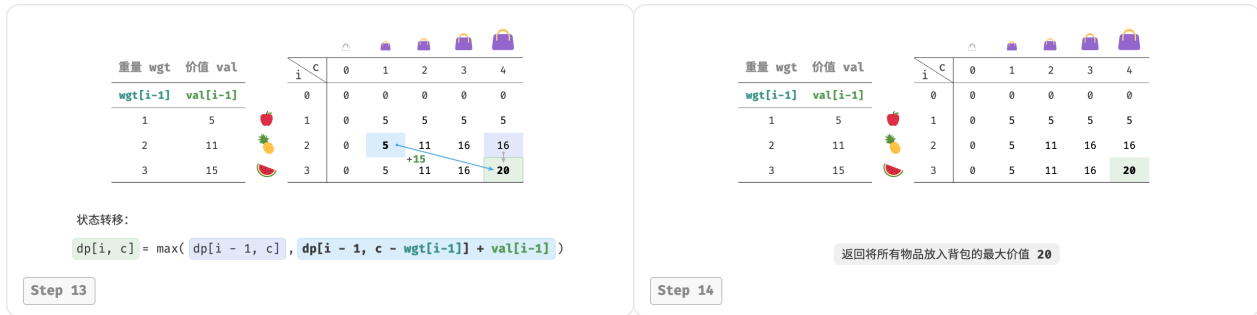 c
i
0 1 2 3 4
重量 wgt 价值 val
wgt[i-1] val[i-1]
0 0 0 0 0 0
1 5 1 0 5 5 5 5
2 11 2 0 5 11 16 16
+15
3 15 3 0 5 11 16 20
状态转移：
dp[i, c] = max( dp[i - 1, c] , dp[i - 1, c - wgt[i-1]] + val[i-1] )
Step 13
c
i
0 1 2 3 4
重量 wgt 价值 val
wgt[i-1] val[i-1]
0 0 0 0 0 0
1 5 1 0 5 5 5 5
2 11 2 0 5 11 16 16
3 15 3 0 5 11 16 20
返回将所有物品放入背包的最大价值 20
Step 14